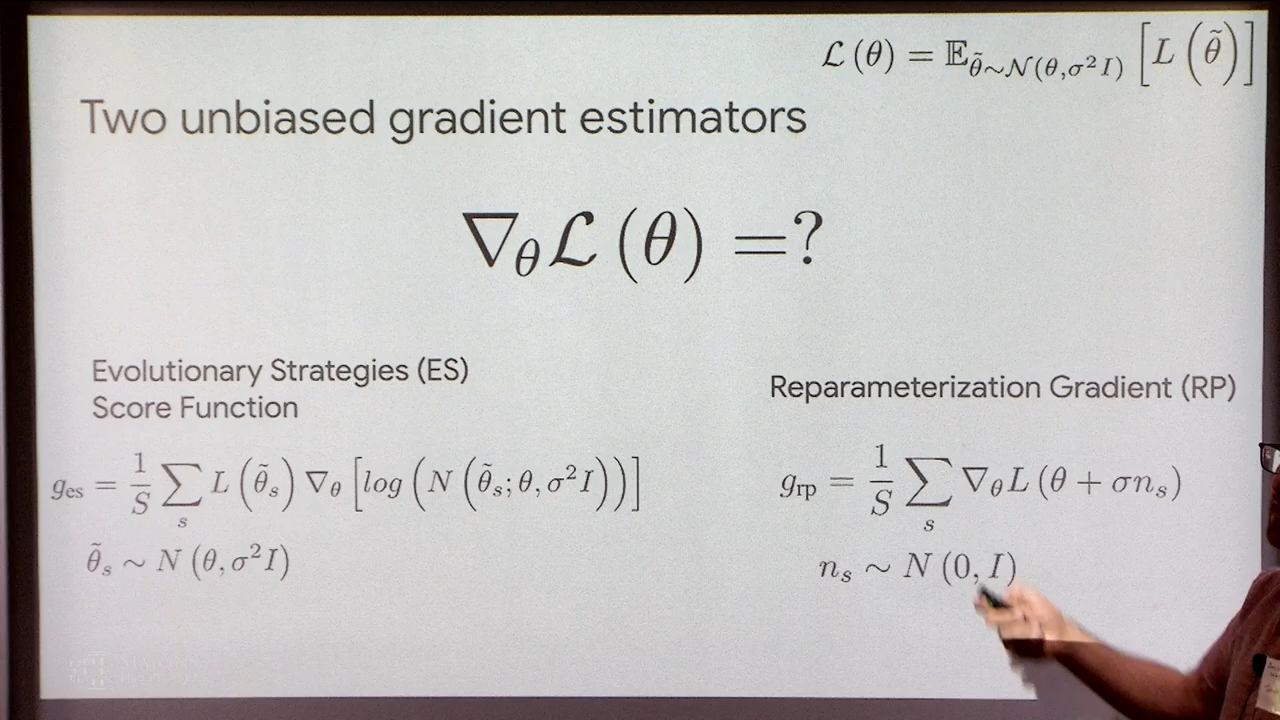 $\mathcal{L}(\theta) = \mathbb{E}_{\tilde{\theta} \sim \mathcal{N}(\theta, \sigma^2 I)} \left[ L\left(\tilde{\theta}\right) \right]$
Two unbiased gradient estimators
$\nabla_\theta \mathcal{L}(\theta) =?$
Evolutionary Strategies (ES)
Score Function
$g_{\text{es}} = \frac{1}{S} \sum_s L\left(\tilde{\theta}_s\right) \nabla_\theta \left[ log\left( N\left(\tilde{\theta}_s; \theta, \sigma^2 I\right)\right)\right]$
$\tilde{\theta}_s \sim N\left(\theta, \sigma^2 I\right)$
Reparameterization Gradient (RP)
$g_{\text{rp}} = \frac{1}{S} \sum_s \nabla_\theta L\left(\theta + \sigma n_s\right)$
$n_s \sim N\left(0, I\right)$